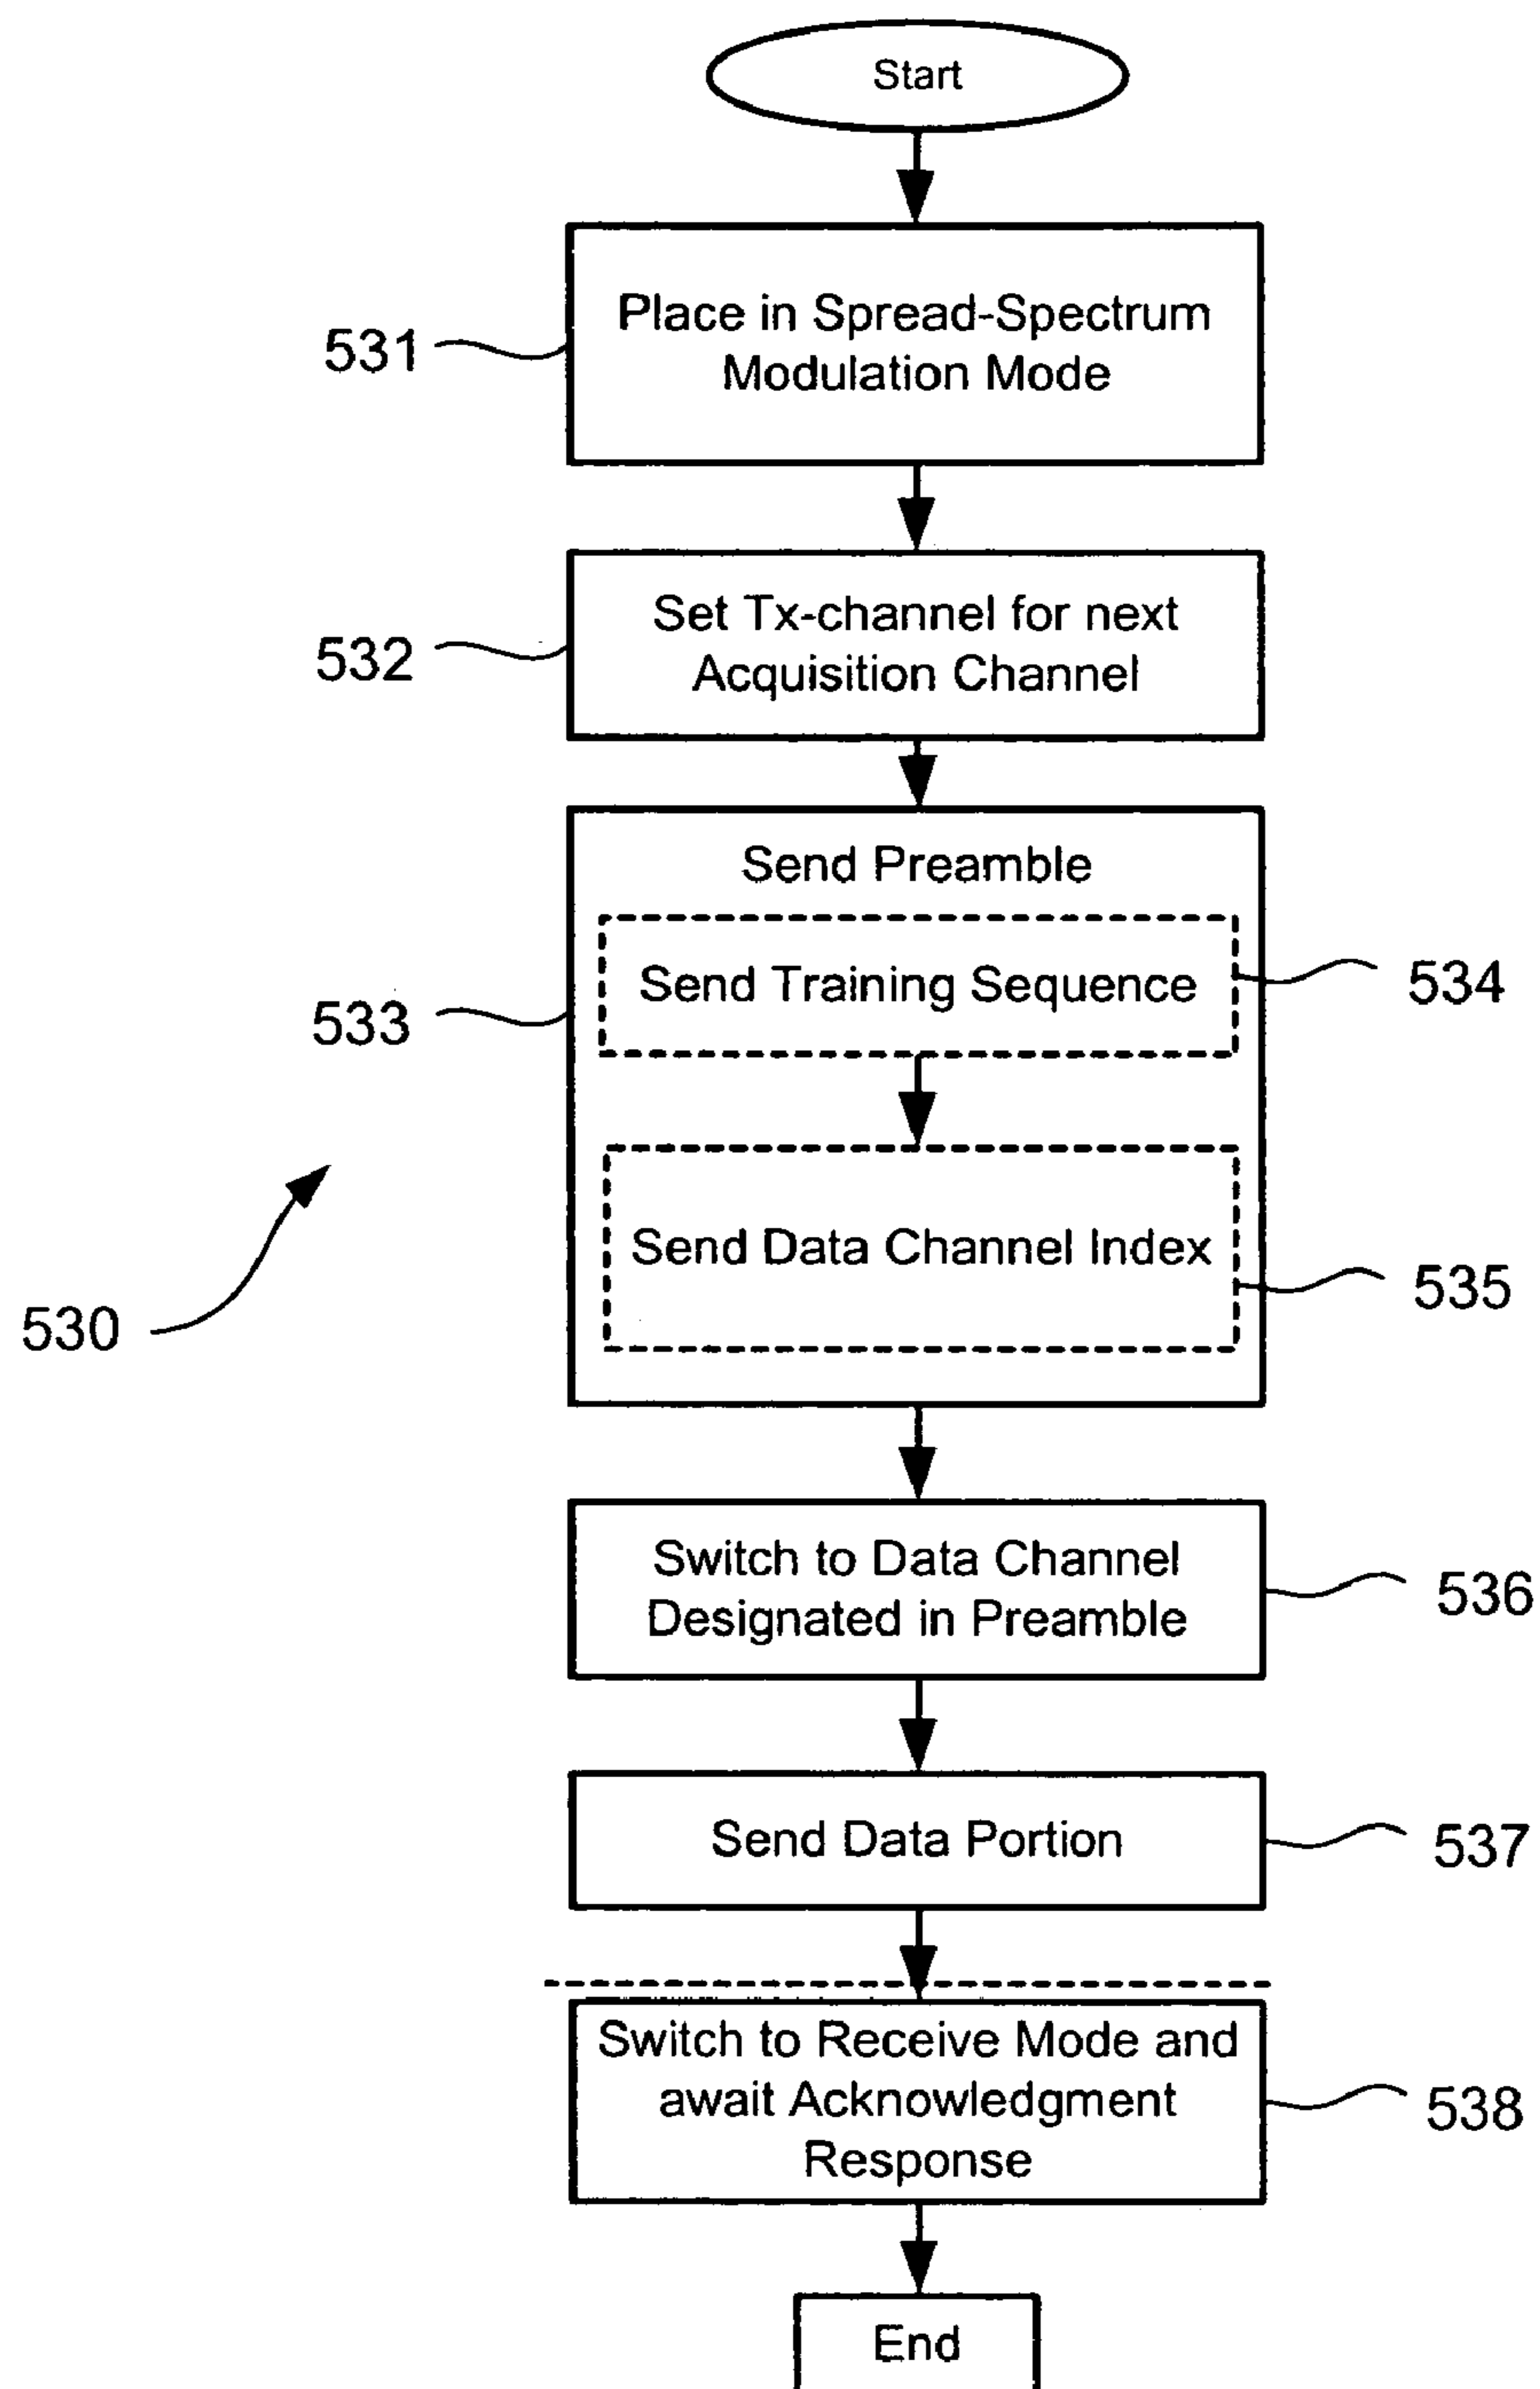 Start
Place in Spread-Spectrum
Modulation Mode
531
Set Tx-channel for next
Acquisition Channel
532
Send Preamble
Send Training Sequence
534
533
Send Data Channel Index
535
530
Switch to Data Channel
Designated in Preamble
536
Send Data Portion
537
Switch to Receive Mode and
await Acknowledgment
Response
538
End